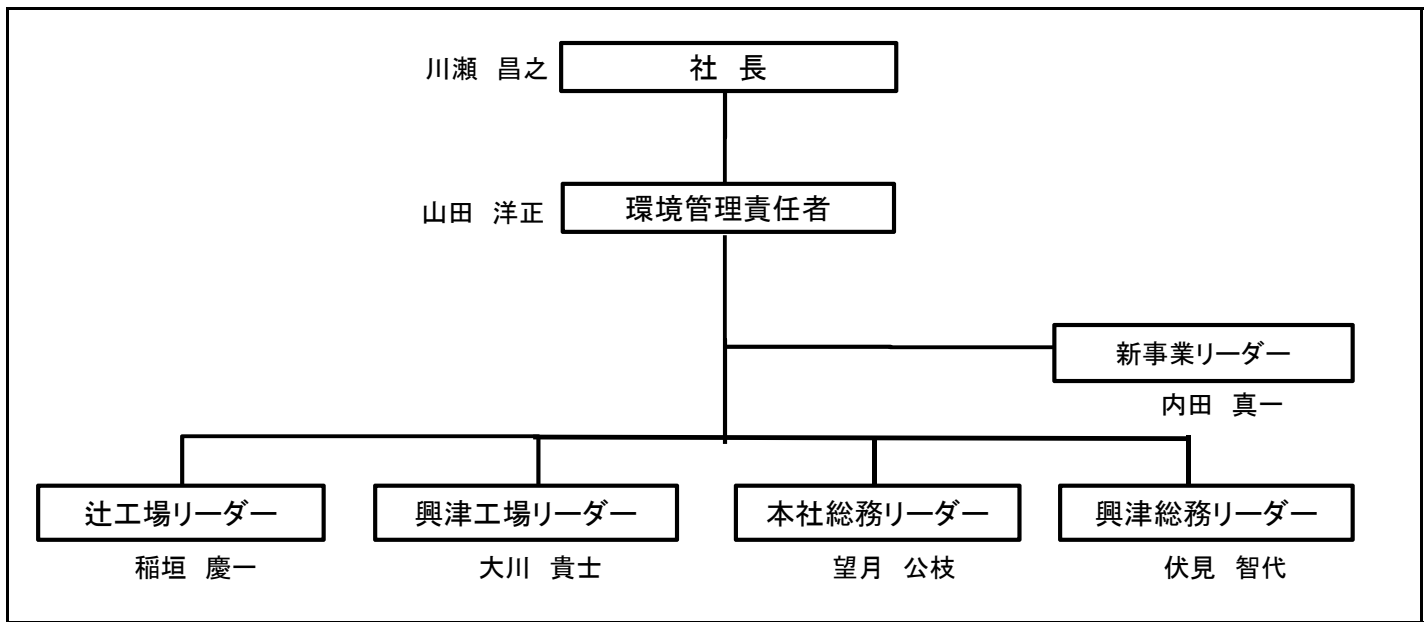 川瀬　昌之
社 長
山田　洋正
環境管理責任者
新事業リーダー
内田　真一
辻工場リーダー
興津工場リーダー
本社総務リーダー
興津総務リーダー
稲垣　慶一
大川　貴士
望月　公枝
伏見　智代